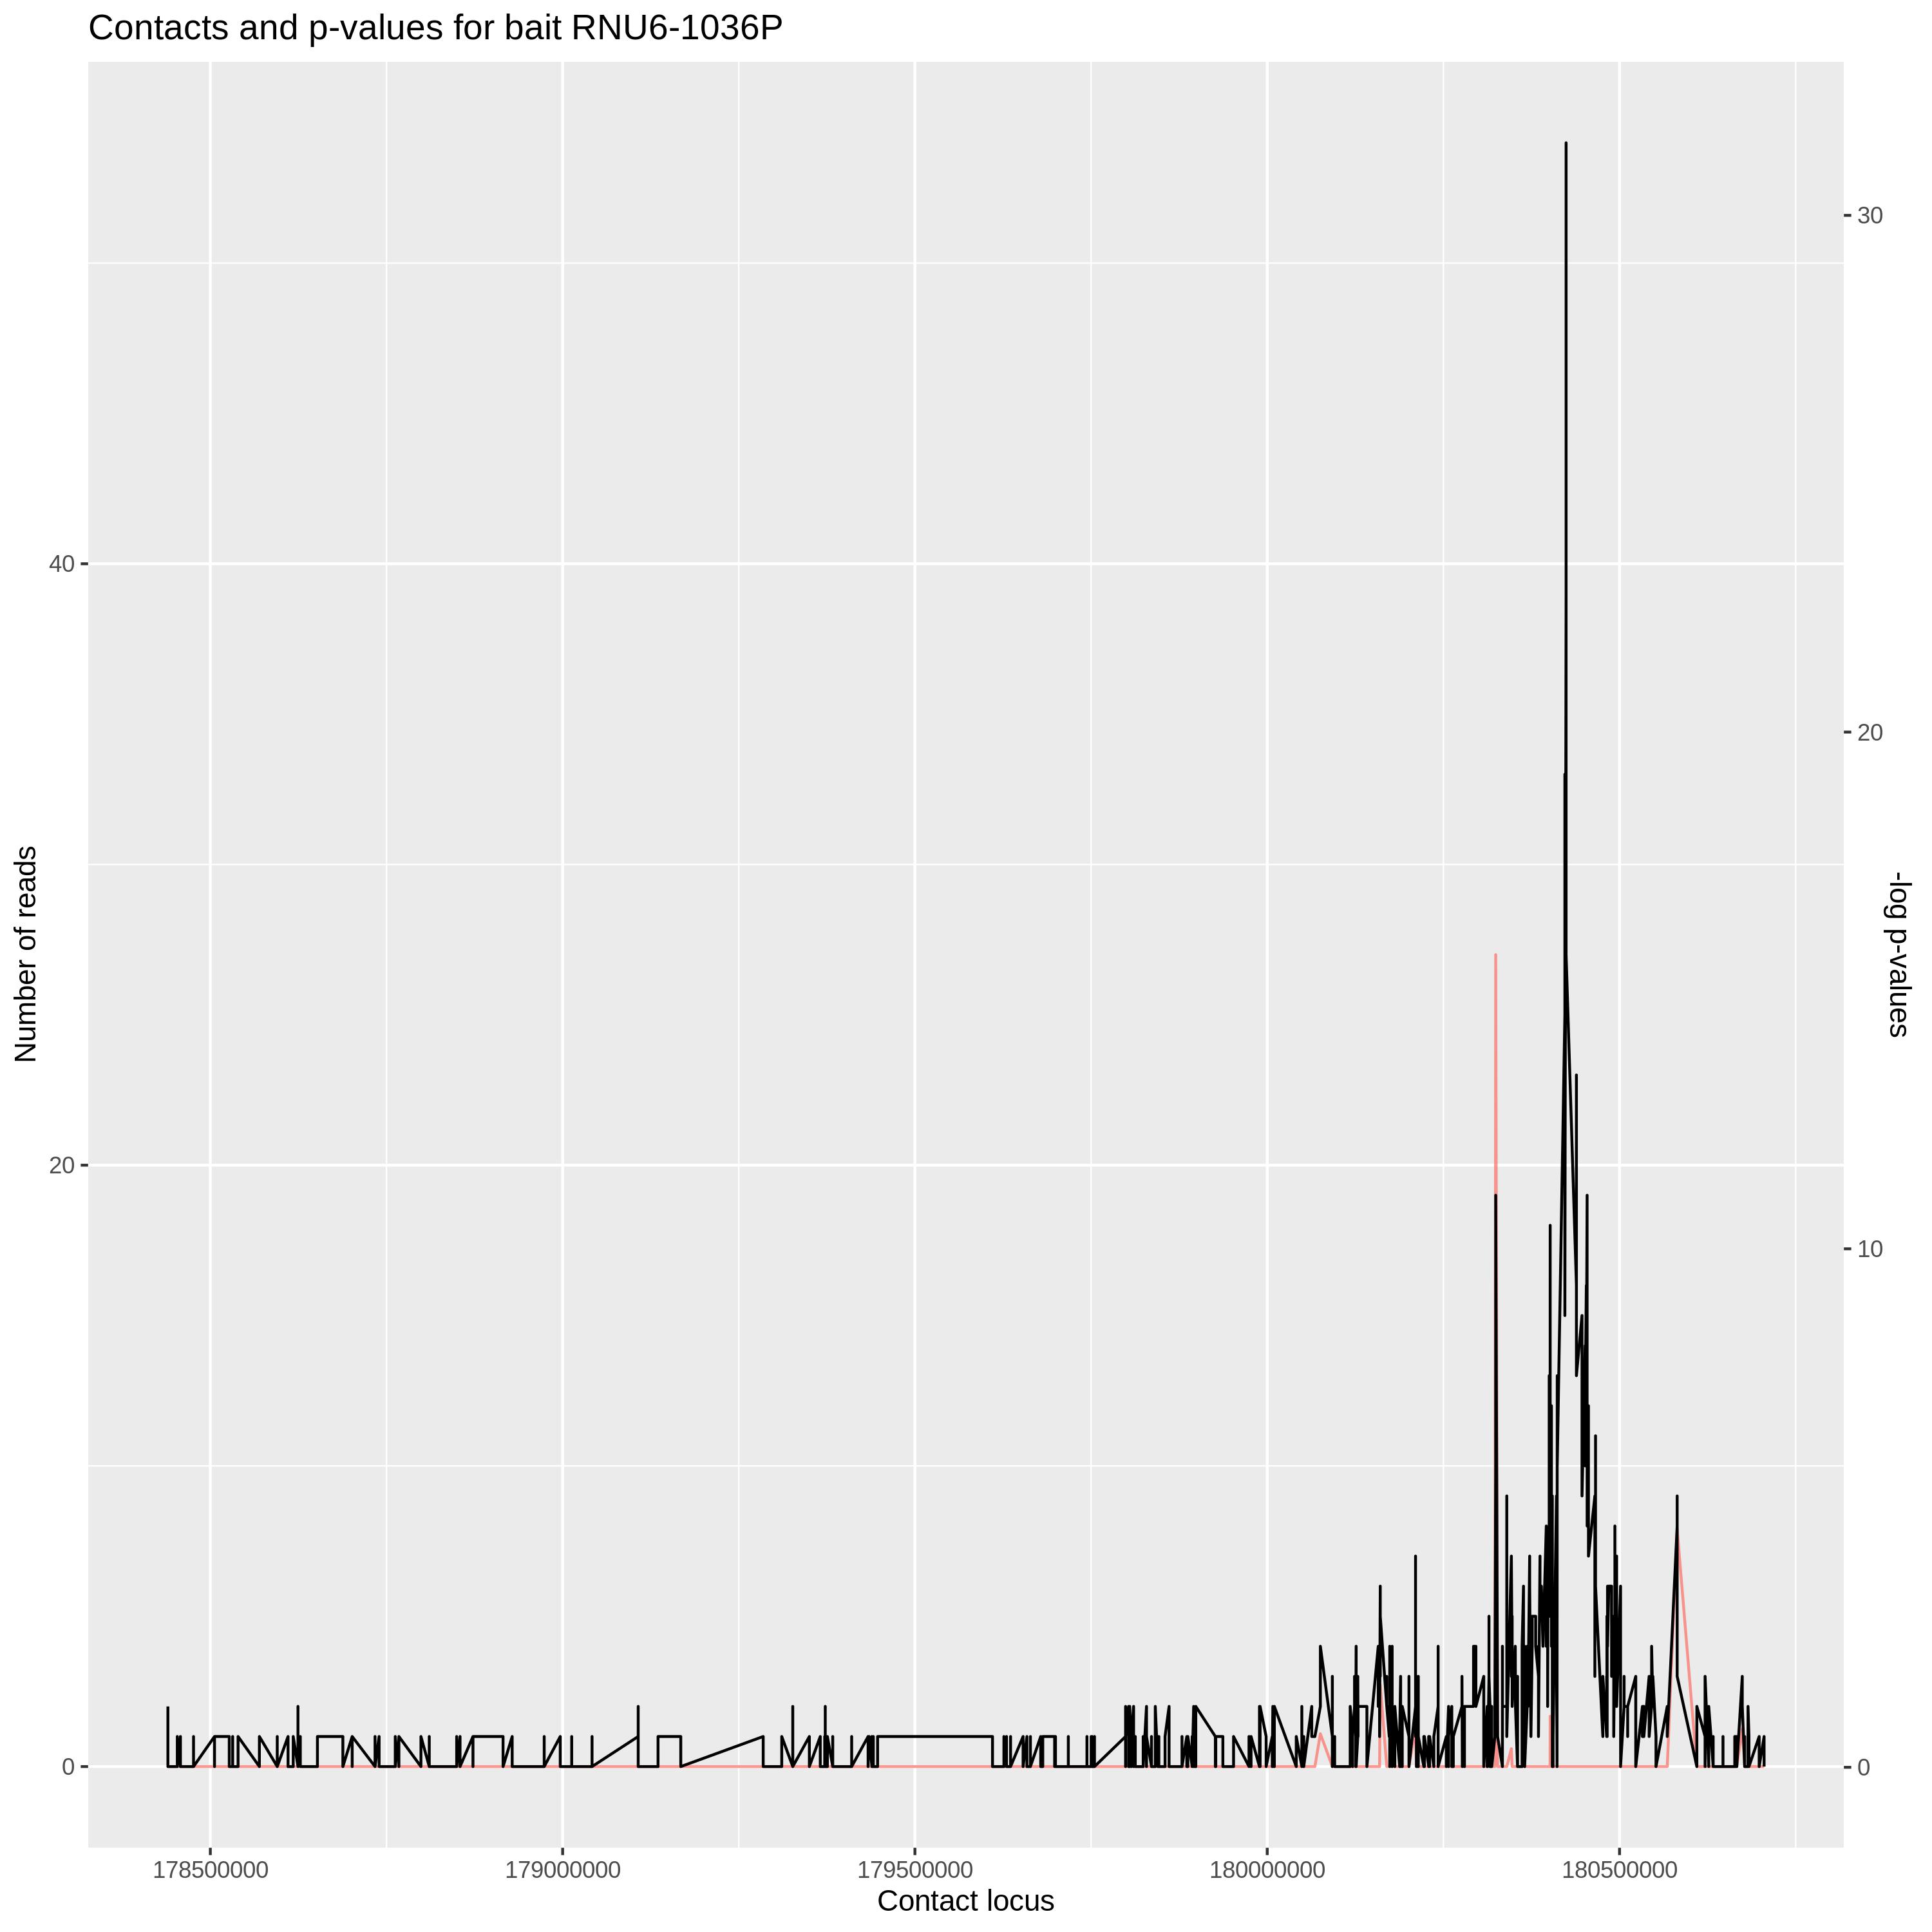 Contacts and p-values for bait RNU6-1036P
30
40
20
Number of reads
-log p-values
20
10
0
0
178500000 179000000 179500000 180000000 180500000
Contact locus